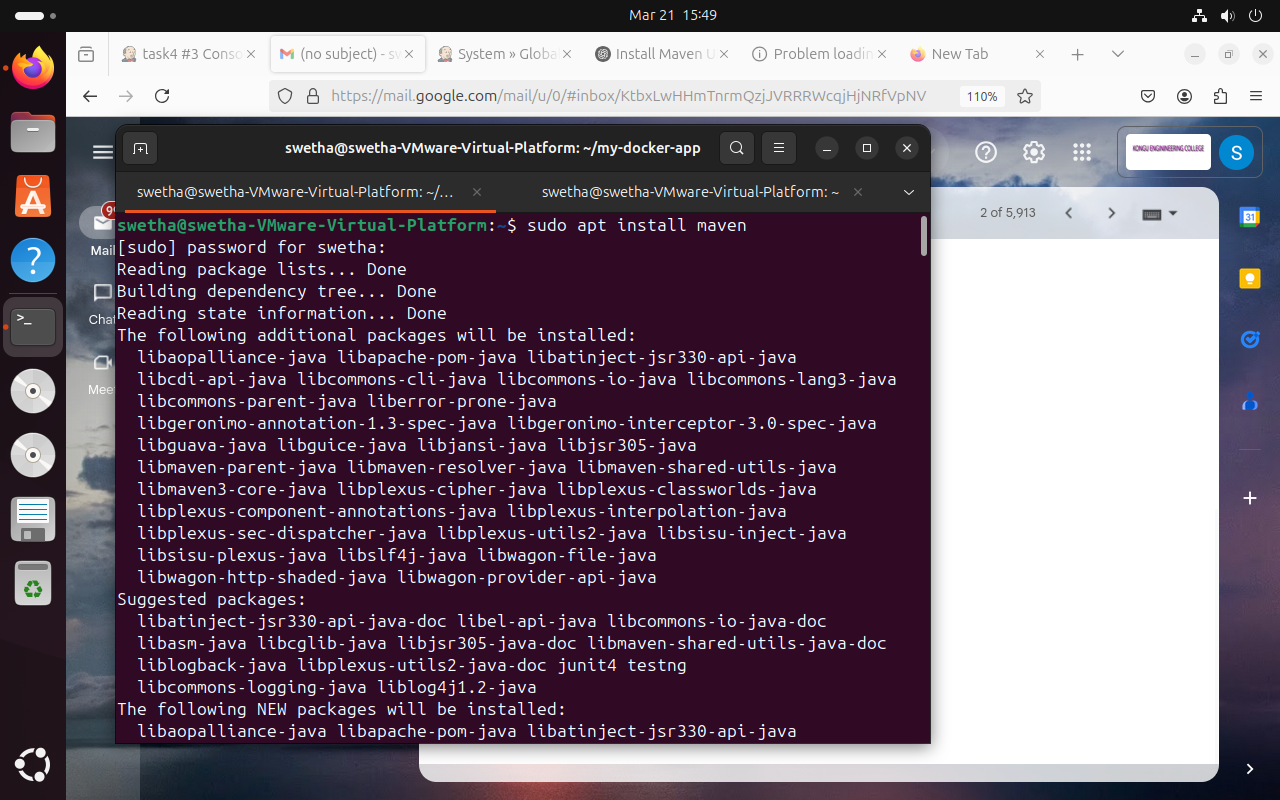 Mar 21 15:49
task4 #3 Conso
(no subject) - sw
System » Globa
Install Maven U
Problem loadin
New Tab
https://mail.google.com/mail/u/0/#inbox/KtbxLwHHmTnrmQzjJVRRRWcqjHjNRfVpNV
110%
swetha@swetha-VMware-Virtual-Platform: ~/my-docker-app
KONGU ENGINEERING COLLEGE
S
swetha@swetha-VMware-Virtual-Platform: ~/...
swetha@swetha-VMware-Virtual-Platform: ~
99
Mail
Chat
Meet
2 of 5,913
31
swetha@swetha-VMware-Virtual-Platform:~$ sudo apt install maven
[sudo] password for swetha:
Reading package lists... Done
Building dependency tree... Done
Reading state information... Done
The following additional packages will be installed:
libaopalliance-java libapache-pom-java libatinject-jsr330-api-java
libcdi-api-java libcommons-cli-java libcommons-io-java libcommons-lang3-java
libcommons-parent-java liberror-prone-java
libgeronimo-annotation-1.3-spec-java libgeronimo-interceptor-3.0-spec-java
libguava-java libguice-java libjansi-java libjsr305-java
libmaven-parent-java libmaven-resolver-java libmaven-shared-utils-java
libmaven3-core-java libplexus-cipher-java libplexus-classworlds-java
libplexus-component-annotations-java libplexus-interpolation-java
libplexus-sec-dispatcher-java libplexus-utils2-java libsisu-inject-java
libsisu-plexus-java libslf4j-java libwagon-file-java
libwagon-http-shaded-java libwagon-provider-api-java
Suggested packages:
libatinject-jsr330-api-java-doc libel-api-java libcommons-io-java-doc
libasm-java libcglib-java libjsr305-java-doc libmaven-shared-utils-java-doc
liblogback-java libplexus-utils2-java-doc junit4 testng
libcommons-logging-java liblog4j1.2-java
The following NEW packages will be installed:
libaopalliance-java libapache-pom-java libatinject-jsr330-api-java